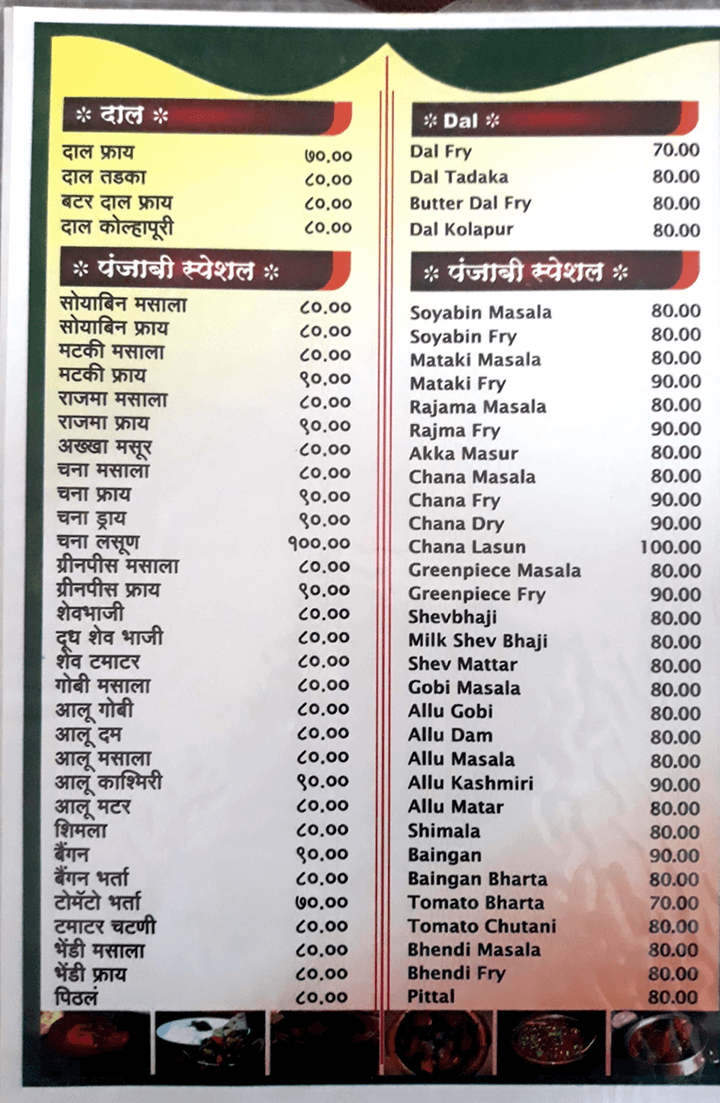 * दाल *
दाल फ्राय ७०.००
दाल तडका ८०.००
बटर दाल फ्राय ८०.००
दाल कोल्हापूरी ८०.००
* पंजाबी स्पेशल *
सोयाबिन मसाला ८०.००
सोयाबिन फ्राय ८०.००
मटकी मसाला ८०.००
मटकी फ्राय ९०.००
राजमा मसाला ८०.००
राजमा फ्राय ९०.००
अख्खा मसूर ८०.००
चना मसाला ८०.००
चना फ्राय ९०.००
चना ड्राय ९०.००
चना लसूण १००.००
ग्रीनपीस मसाला ८०.००
ग्रीनपीस फ्राय ९०.००
शेवभाजी ८०.००
दूध शेव भाजी ८०.००
शेव टमाटर ८०.००
गोबी मसाला ८०.००
आलू गोबी ८०.००
आलू दम ८०.००
आलू मसाला ८०.००
आलू काश्मिरी ९०.००
आलू मटर ८०.००
शिमला ८०.००
बैंगन ९०.००
बैंगन भर्ता ८०.००
टोमॅटो भर्ता ७०.००
टमाटर चटणी ८०.००
भेंडी मसाला ८०.००
भेंडी फ्राय ८०.००
पिठलं ८०.००
* Dal *
Dal Fry 70.00
Dal Tadaka 80.00
Butter Dal Fry 80.00
Dal Kolapur 80.00
* पंजाबी स्पेशल *
Soyabin Masala 80.00
Soyabin Fry 80.00
Mataki Masala 80.00
Mataki Fry 90.00
Rajama Masala 80.00
Rajma Fry 90.00
Akka Masur 80.00
Chana Masala 80.00
Chana Fry 90.00
Chana Dry 90.00
Chana Lasun 100.00
Greenpiece Masala 80.00
Greenpiece Fry 90.00
Shevbhaji 80.00
Milk Shev Bhaji 80.00
Shev Mattar 80.00
Gobi Masala 80.00
Allu Gobi 80.00
Allu Dam 80.00
Allu Masala 80.00
Allu Kashmiri 90.00
Allu Matar 80.00
Shimala 80.00
Baingan 90.00
Baingan Bharta 80.00
Tomato Bharta 70.00
Tomato Chutani 80.00
Bhendi Masala 80.00
Bhendi Fry 80.00
Pittal 80.00